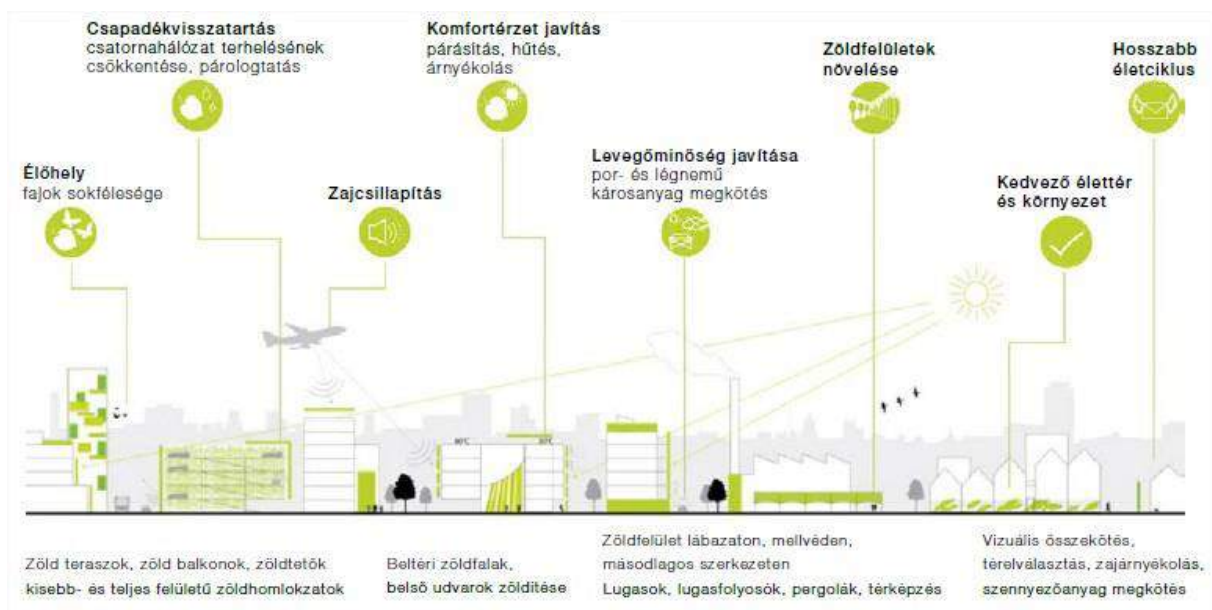 Csapadékvisszatartás
csatornahálózat terhelésének
csökkentése, párologtatás
Komfortérzet javítás
párásítás, hűtés,
árnyékolás
Zöldfelületek
növelése
Hosszabb
életciklus
Élőhely
fajok sokfélesége
Zajcsillapítás
Levegőminőség javítása
por- és légnemű
károsanyag megkötés
Kedvező élettér
és környezet
Zöld teraszok, zöld balkonok, zöldtetők
kisebb- és teljes felületű zöldhomlokzatok
Beltéri zöldfalak,
belső udvarok zöldítése
Zöldfelület lábazaton, mellvéden,
másodlagos szerkezeten
Lugasok, lugasfolyosók, pergolák, térképzés
Vizuális összekötés,
térelválasztás, zajárnyékolás,
szennyezőanyag megkötés